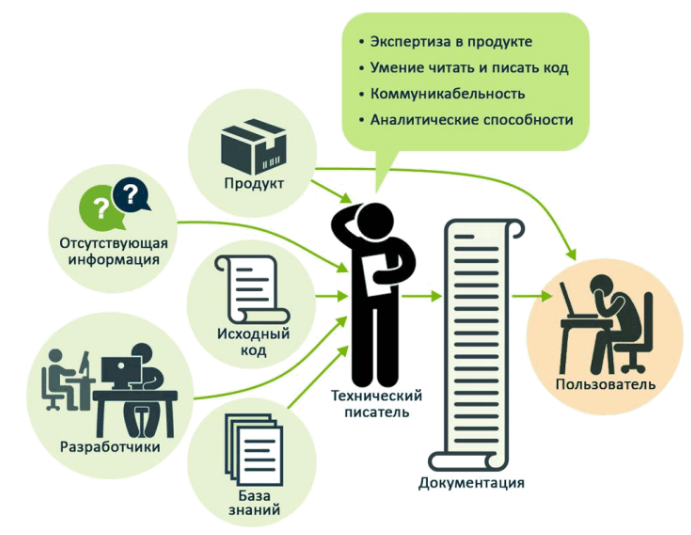 • Экспертиза в продукте
• Умение читать и писать код
• Коммуникабельность
• Аналитические способности
Продукт
? ?
Отсутствующая
информация
Исходный
код
Технический
писатель
Пользователь
Разработчики
База
знаний
Документация